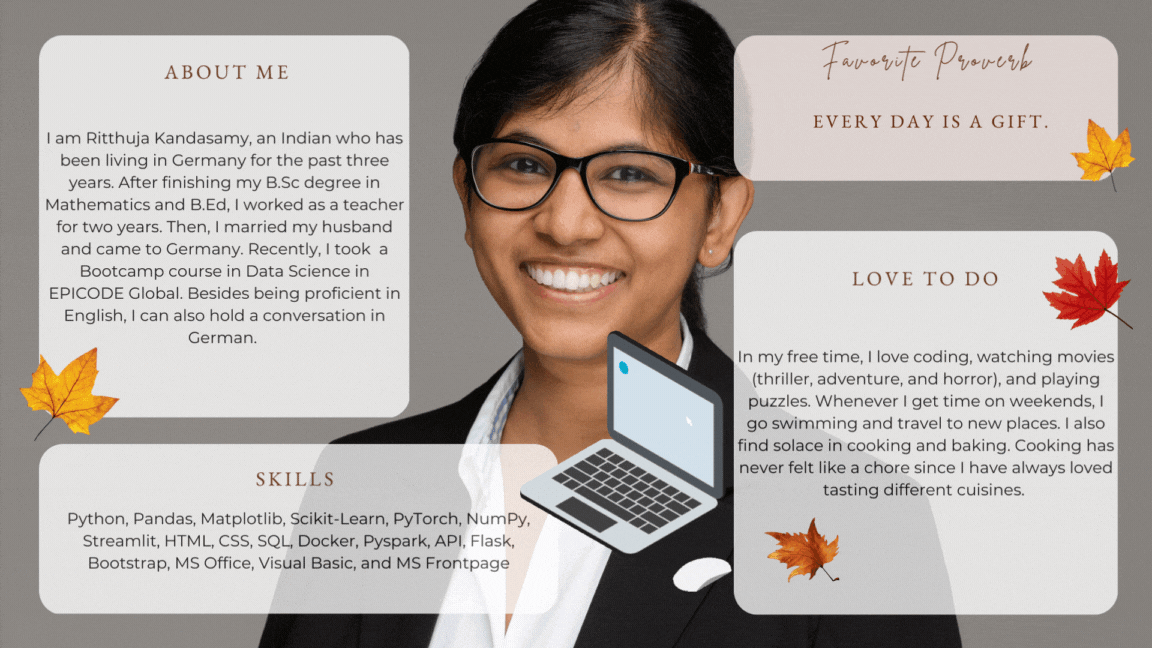 ABOUT ME
I am Ritthuja Kandasamy, an Indian who has
been living in Germany for the past three
years. After finishing my B.Sc degree in
Mathematics and B.Ed, I worked as a teacher
for two years. Then, I married my husband
and came to Germany. Recently, I took  a
Bootcamp course in Data Science in
EPICODE Global. Besides being proficient in
English, I can also hold a conversation in
German.
SKILLS
Python, Pandas, Matplotlib, Scikit-Learn, PyTorch, NumPy,
Streamlit, HTML, CSS, SQL, Docker, Pyspark, API, Flask,
Bootstrap, MS Office, Visual Basic, and MS Frontpage
Favorite Proverb
EVERY DAY IS A GIFT.
LOVE TO DO
In my free time, I love coding, watching movies
(thriller, adventure, and horror), and playing
puzzles. Whenever I get time on weekends, I
go swimming and travel to new places. I also
find solace in cooking and baking. Cooking has
never felt like a chore since I have always loved
tasting different cuisines.